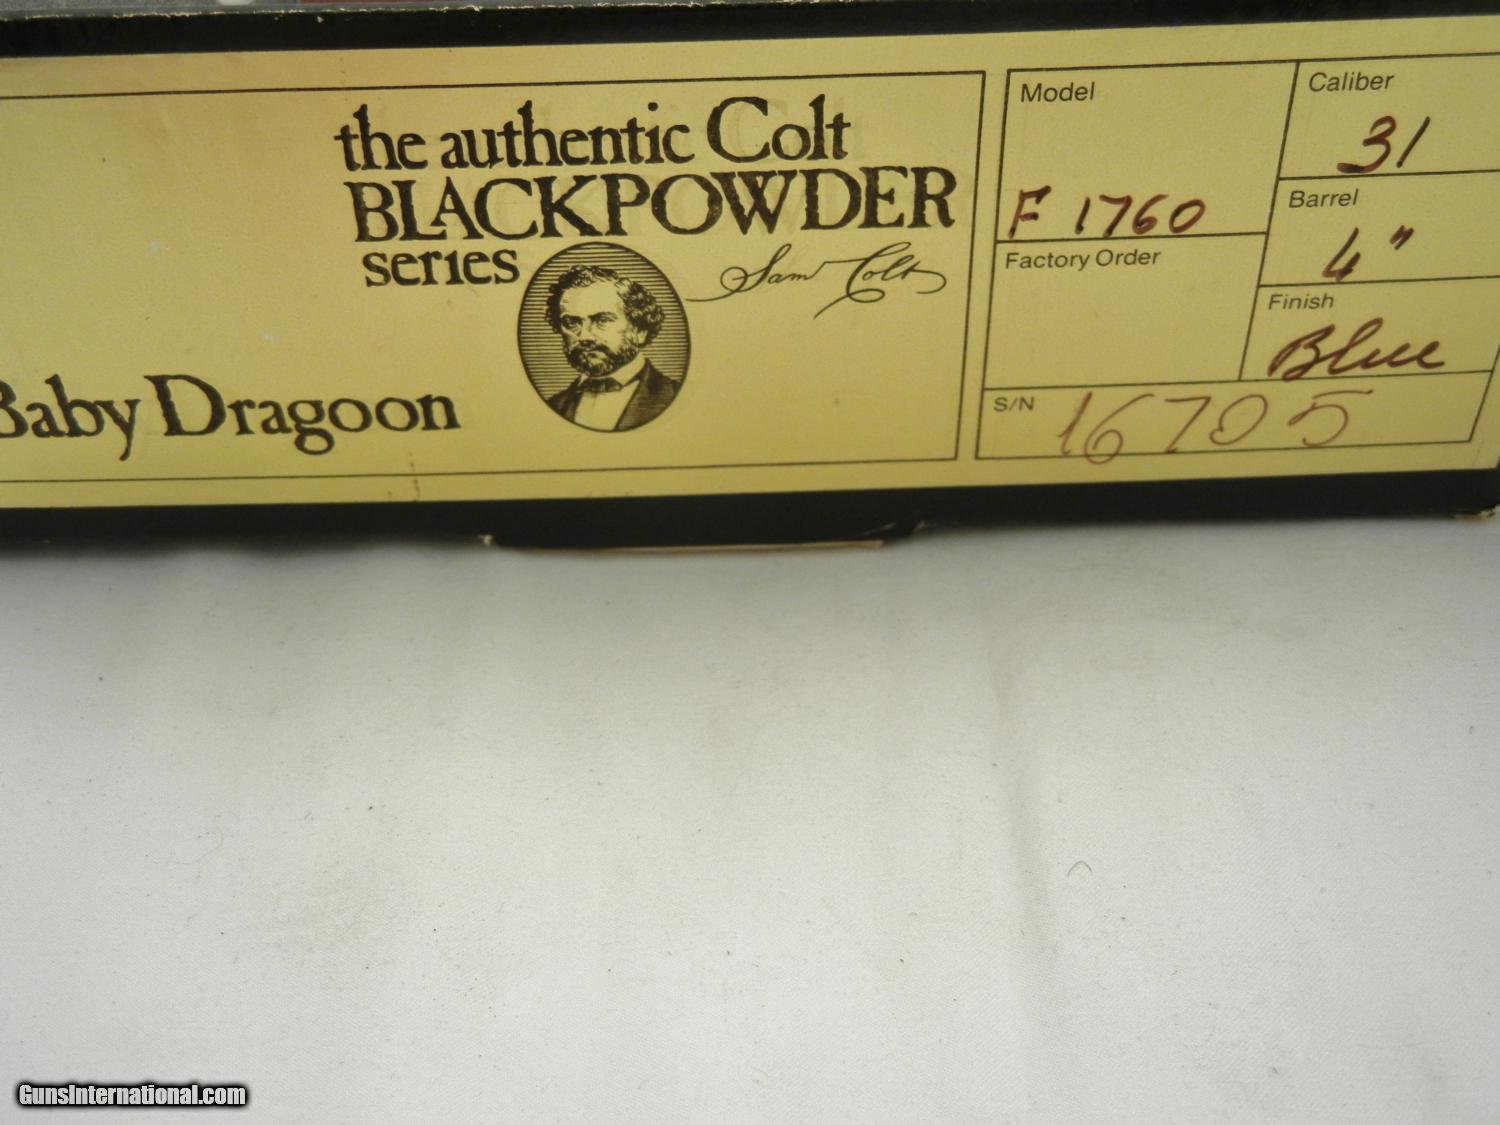 the authentic Colt
BLACKPOWDER
series
Sam Colt
Baby Dragoon
Model
F 1760
Caliber
31
Barrel
4"
Factory Order
Finish
Blue
S/N
16705
GunsInternational.com